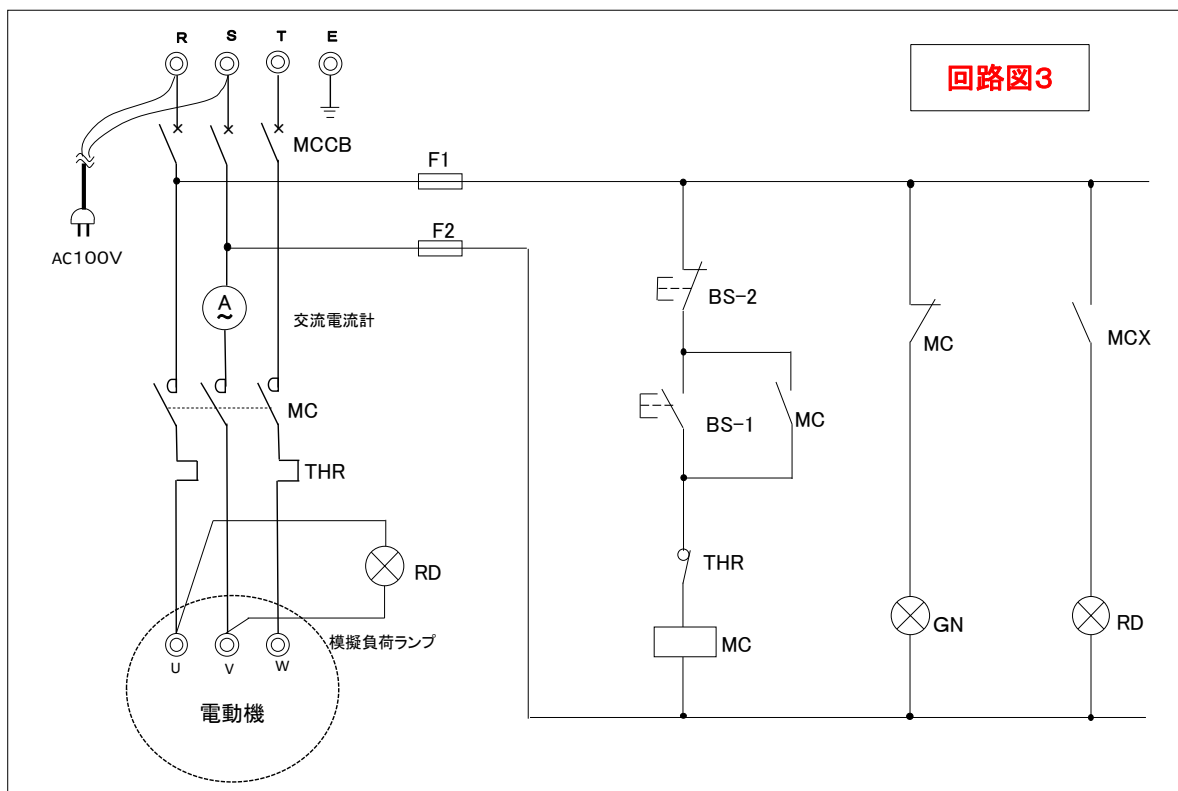 R S T E
回路図3
MCCB
F1
F2
AC100V
A
~
交流電流計
BS-2
MC
MCX
MC
BS-1
MC
THR
RD
THR
模擬負荷ランプ
MC
GN
RD
U V W
電動機